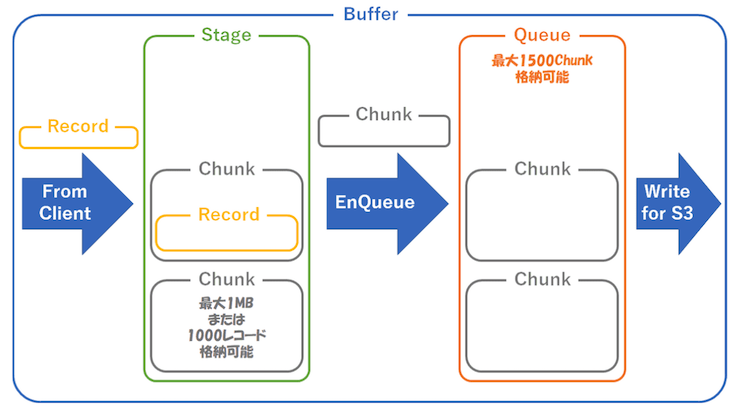 Buffer
Stage
Queue
最大1500Chunk
格納可能
Record
Chunk
From
Client
Chunk
Record
EnQueue
Chunk
Write
for S3
Chunk
最大1MB
または
1000レコード
格納可能
Chunk